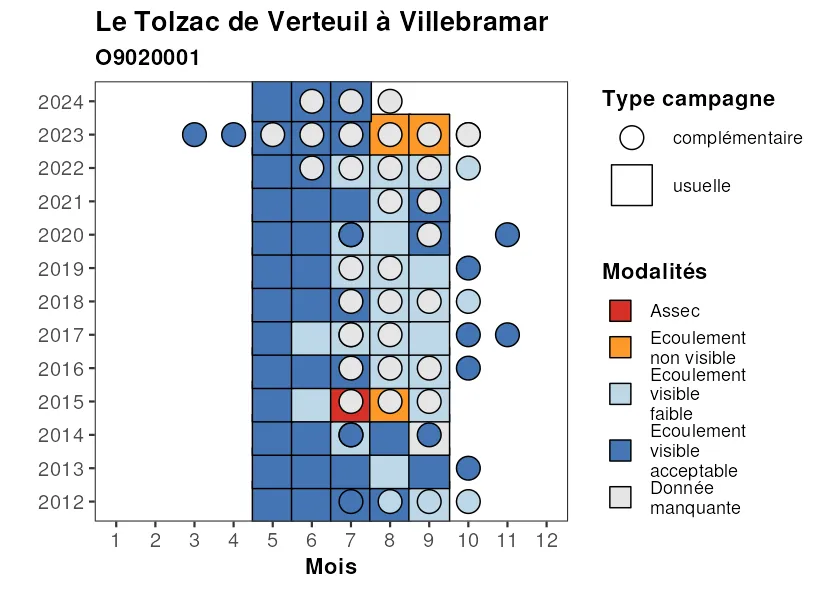 Le Tolzac de Verteuil à Villebramar
O9020001
2024
2023
2022
2021
2020
2019
2018
2017
2016
2015
2014
2013
2012
1 2 3 4 5 6 7 8 9 10 11 12
Mois
Type campagne
complémentaire
usuelle
Modalités
Assec
Ecoulement
non visible
Ecoulement
visible
faible
Ecoulement
visible
acceptable
Donnée
manquante